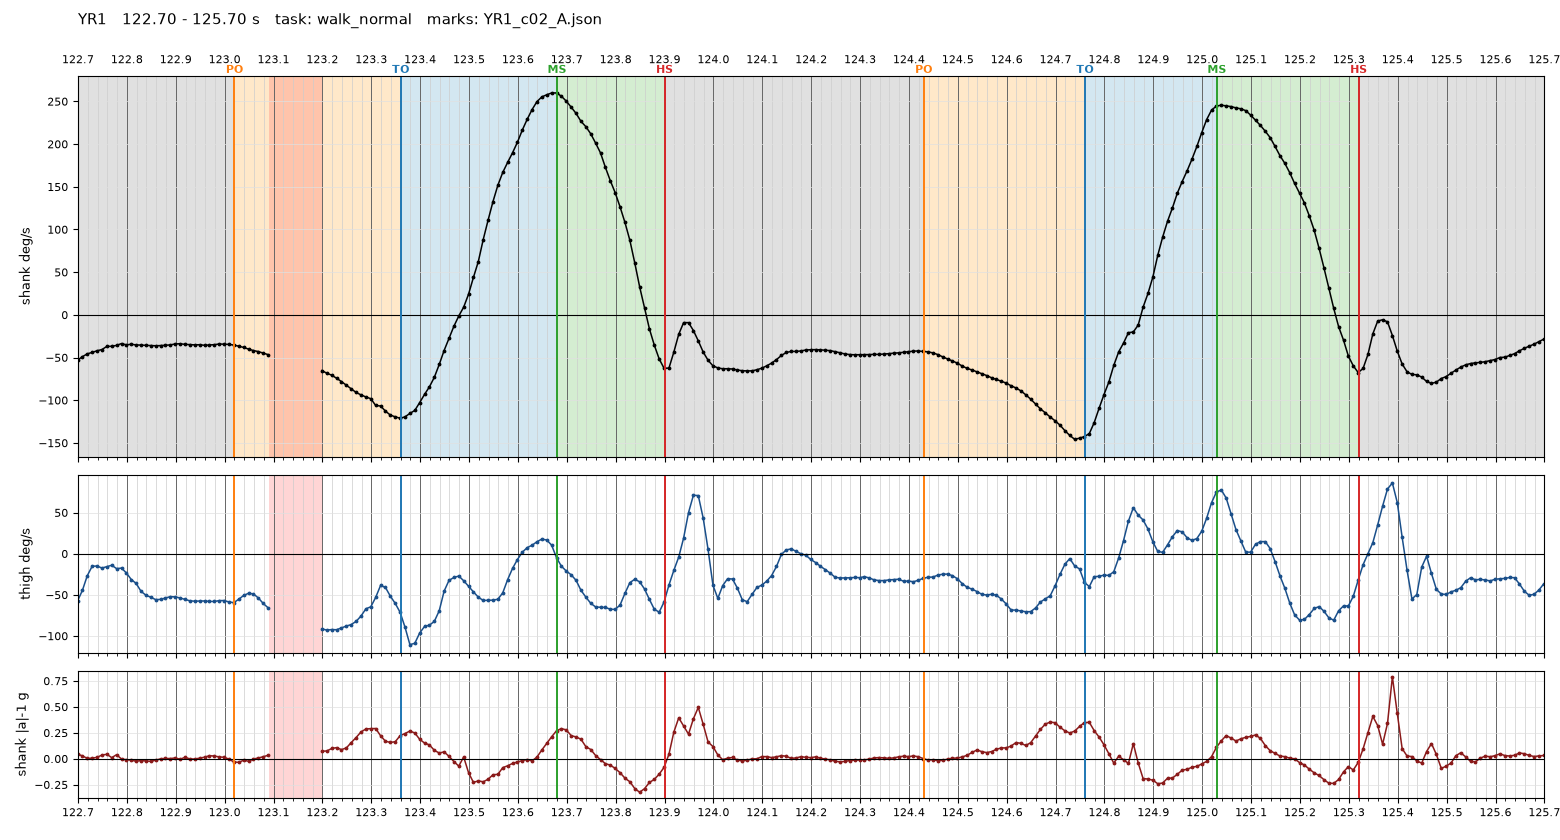 YR1   122.70 - 125.70 s   task: walk_normal   marks: YR1_c02_A.json
122.7 122.8 122.9 123.0 123.1 123.2 123.3 123.4 123.5 123.6 123.7 123.8 123.9 124.0 124.1 124.2 124.3 124.4 124.5 124.6 124.7 124.8 124.9 125.0 125.1 125.2 125.3 125.4 125.5 125.6 125.7
PO TO MS HS PO TO MS HS
250
200
150
100
50
0
−50
−100
−150
shank deg/s
50
0
−50
−100
thigh deg/s
0.75
0.50
0.25
0.00
−0.25
shank |a|-1 g
122.7 122.8 122.9 123.0 123.1 123.2 123.3 123.4 123.5 123.6 123.7 123.8 123.9 124.0 124.1 124.2 124.3 124.4 124.5 124.6 124.7 124.8 124.9 125.0 125.1 125.2 125.3 125.4 125.5 125.6 125.7